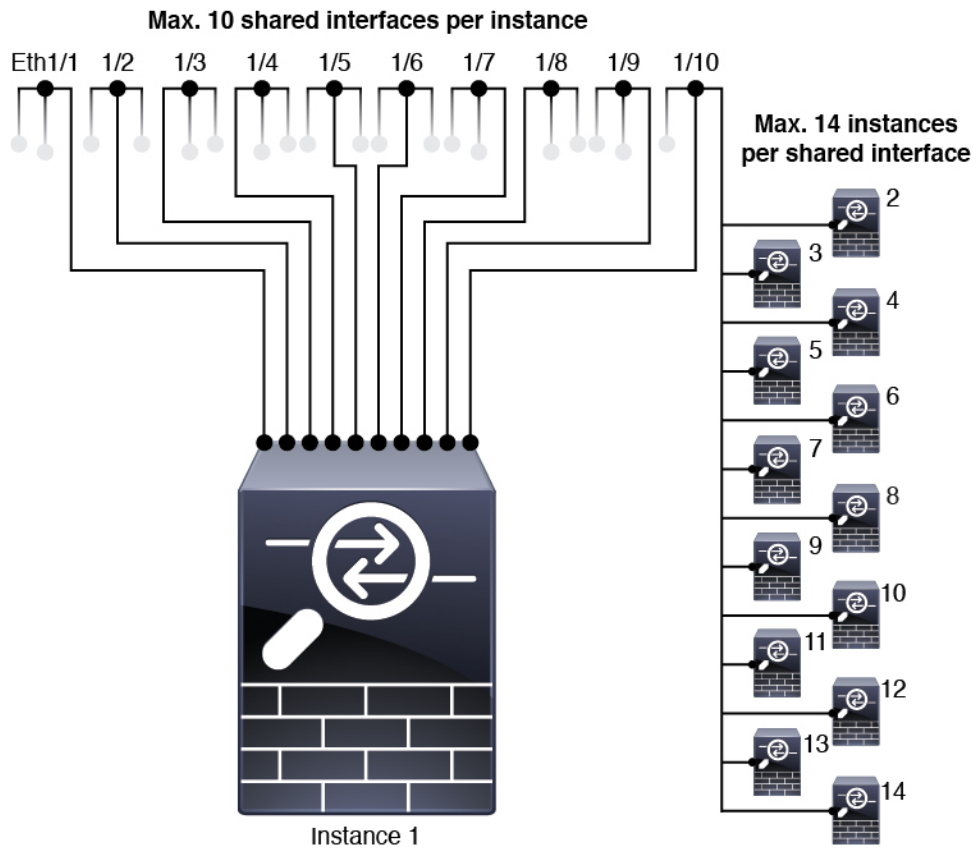 Max. 10 shared interfaces per instance
Eth1/1 1/2 1/3 1/4 1/5 1/6 1/7 1/8 1/9 1/10
Max. 14 instances
per shared interface
2
3
4
5
6
7
8
9
10
11
12
13
14
Instance 1